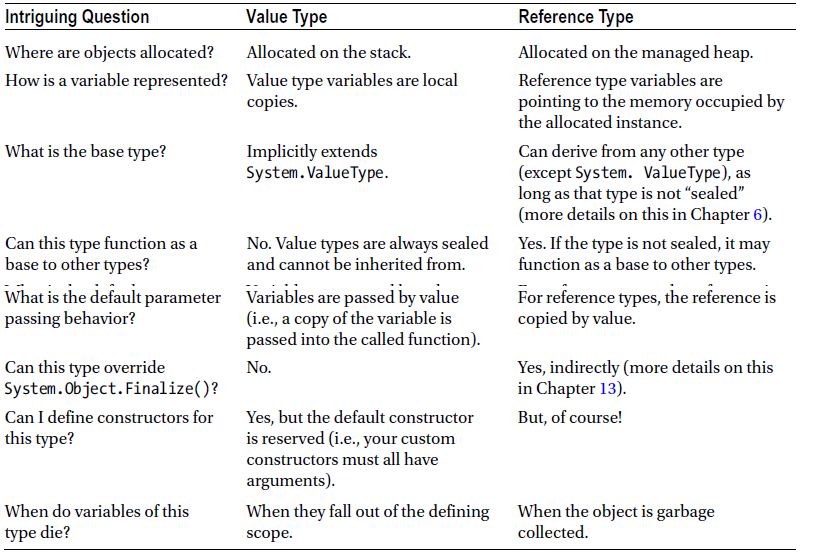 Intriguing Question Value Type Reference Type
Where are objects allocated? Allocated on the stack. Allocated on the managed heap.
How is a variable represented? Value type variables are local copies. Reference type variables are pointing to the memory occupied by the allocated instance.
What is the base type? Implicitly extends System.ValueType. Can derive from any other type (except System. ValueType), as long as that type is not “sealed” (more details on this in Chapter 6).
Can this type function as a base to other types? No. Value types are always sealed and cannot be inherited from. Yes. If the type is not sealed, it may function as a base to other types.
What is the default parameter passing behavior? Variables are passed by value (i.e., a copy of the variable is passed into the called function). For reference types, the reference is copied by value.
Can this type override System.Object.Finalize()? No. Yes, indirectly (more details on this in Chapter 13).
Can I define constructors for this type? Yes, but the default constructor is reserved (i.e., your custom constructors must all have arguments). But, of course!
When do variables of this type die? When they fall out of the defining scope. When the object is garbage collected.